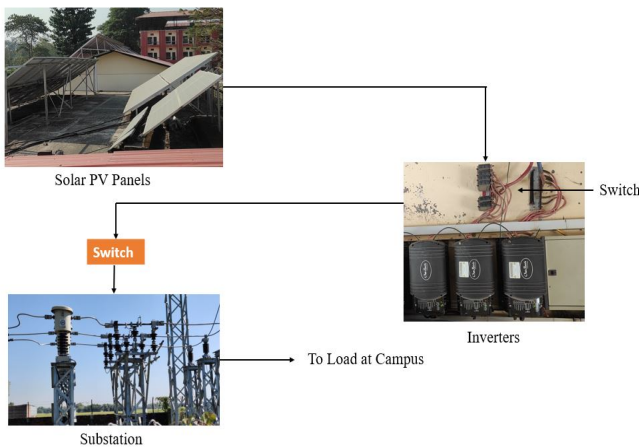 Solar PV Panels
Switch
Switch
Inverters
To Load at Campus
Substation